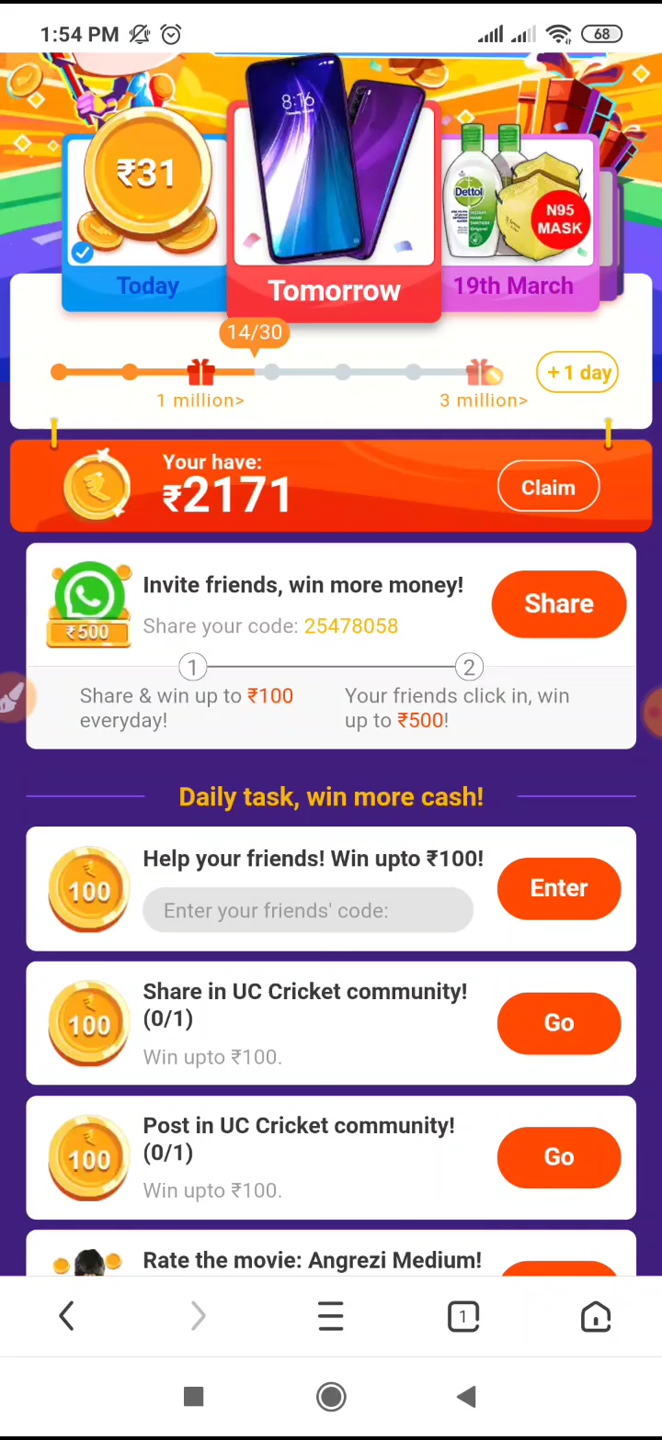 1:54 PM
68
8:16
₹31
Dettol
N95
MASK
Today
Tomorrow
19th March
14/30
+1 day
1 million>
3 million>
Your have:
₹2171
Claim
Invite friends, win more money!
Share
₹500
Share your code: 25478058
1
2
Share & win up to ₹100
everyday!
Your friends click in, win
up to ₹500!
Daily task, win more cash!
Help your friends! Win upto ₹100!
₹
100
Enter your friends' code:
Enter
Share in UC Cricket community!
(0/1)
₹
100
Go
Win upto ₹100.
Post in UC Cricket community!
(0/1)
₹
100
Go
Win upto ₹100.
Rate the movie: Angrezi Medium!
1